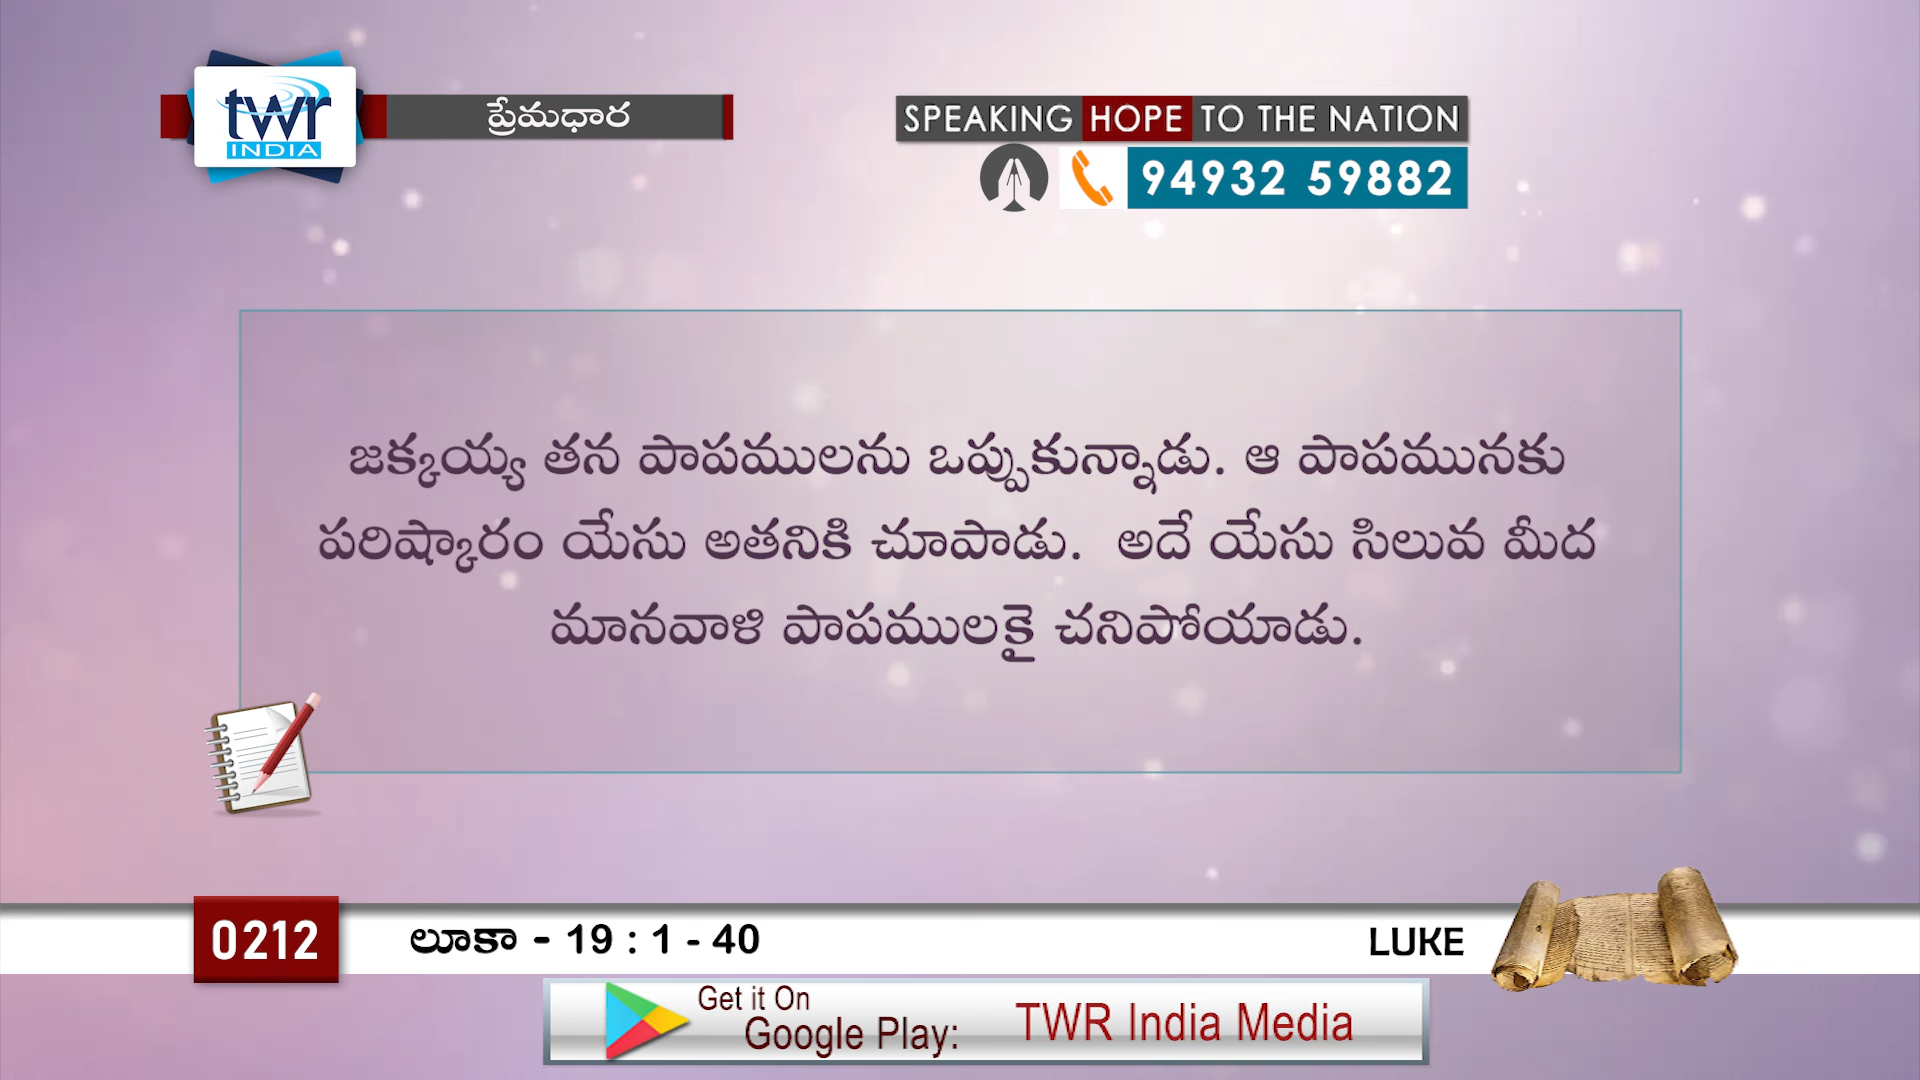 twr
INDIA
ప్రేమధార
SPEAKING HOPE TO THE NATION
94932 59882
జక్కయ్య తన పాపములను ఒప్పుకున్నాడు. ఆ పాపమునకు
పరిష్కారం యేసు అతనికి చూపాడు. అదే యేసు సిలువ మీద
మానవాళి పాపములకై చనిపోయాడు.
0212
లూకా - 19 : 1 - 40
LUKE
Get it On
Google Play:
TWR India Media